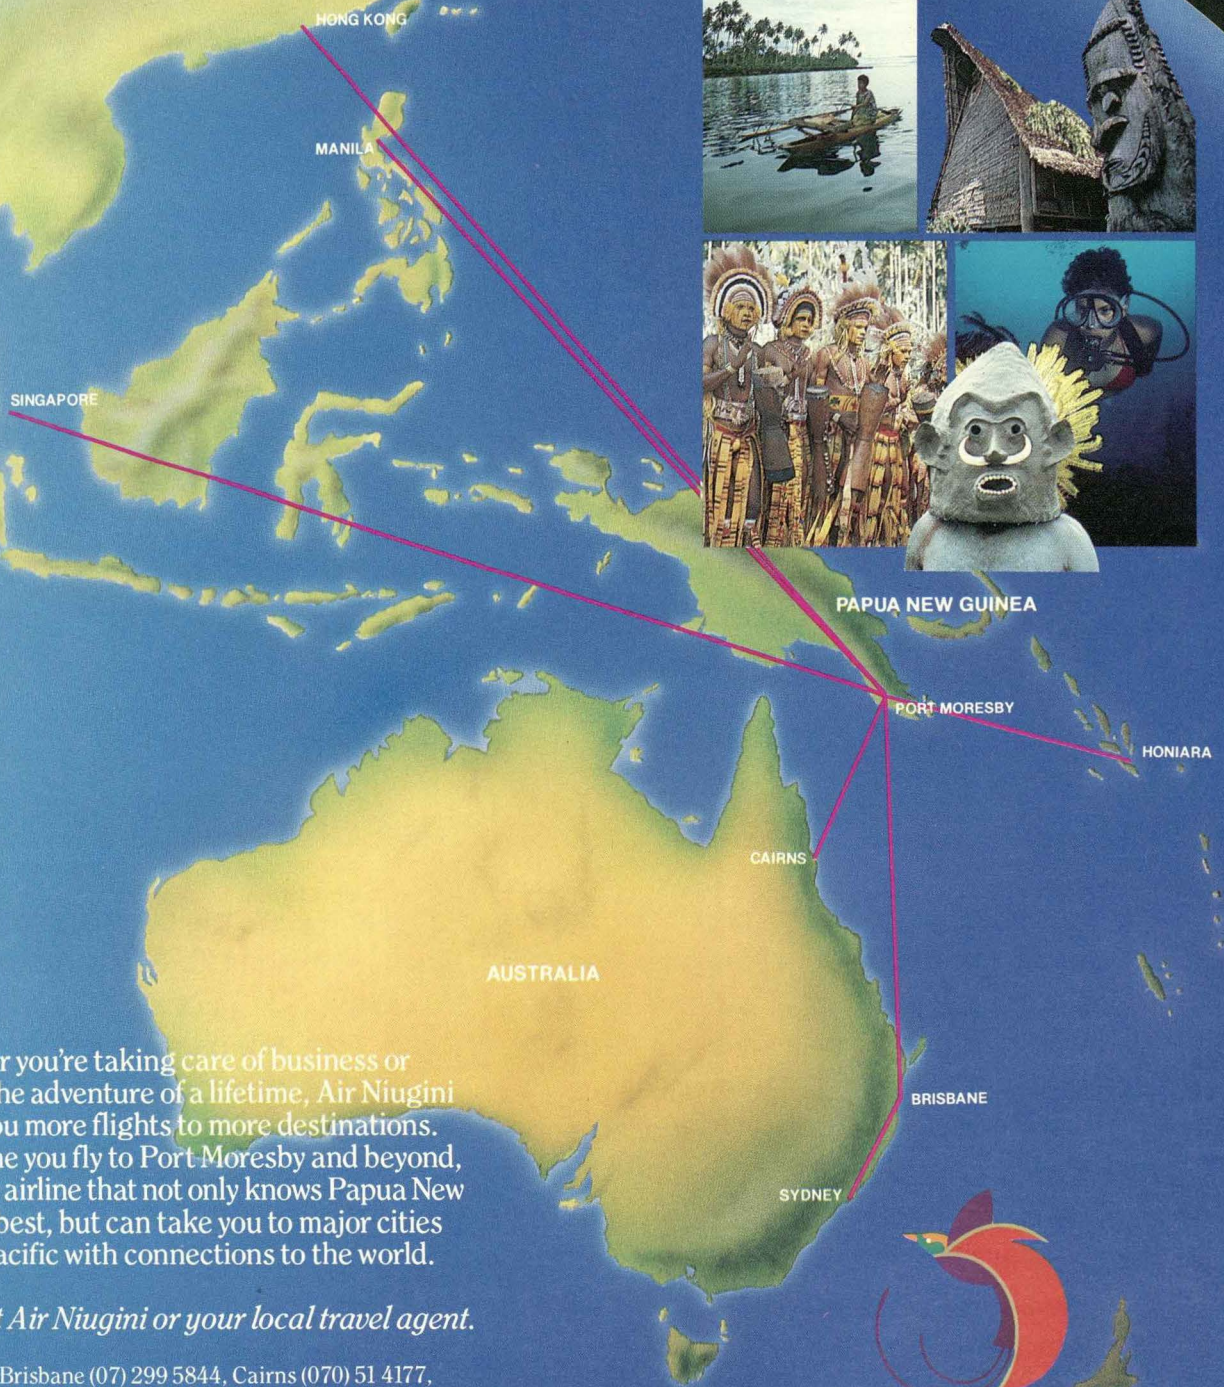 HONG KONG
MANILA
SINGAPORE
PAPUA NEW GUINEA
PORT MORESBY
HONIARA
CAIRNS
AUSTRALIA
BRISBANE
SYDNEY
r you're taking care of business or
he adventure of a lifetime, Air Niugini
ou more flights to more destinations.
ne you fly to Port Moresby and beyond,
airline that not only knows Papua New
best, but can take you to major cities
acific with connections to the world.
t Air Niugini or your local travel agent.
Brisbane (07) 299 5844, Cairns (070) 51 4177,